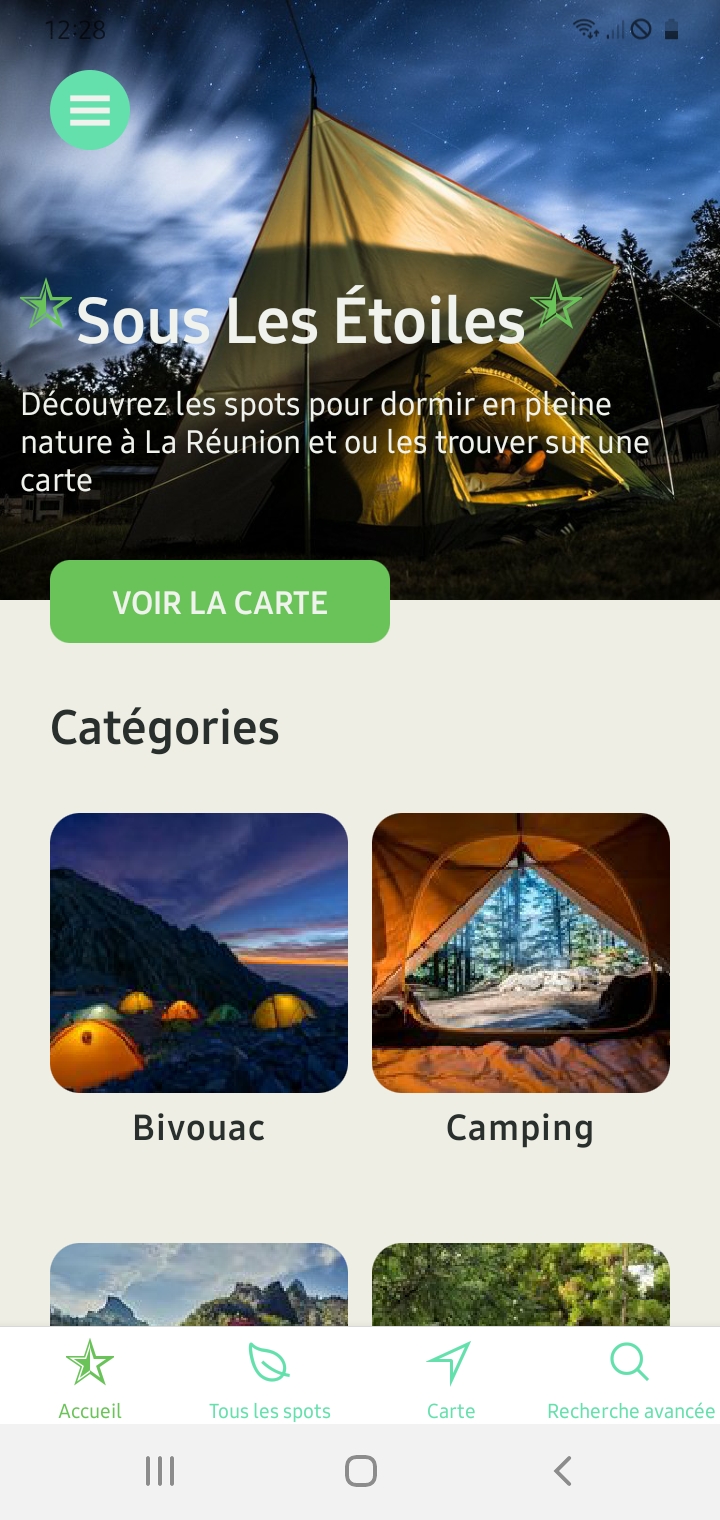 12:28
Sous Les Étoiles
Découvrez les spots pour dormir en pleine
nature à La Réunion et ou les trouver sur une
carte
VOIR LA CARTE
Catégories
Bivouac
Camping
Accueil
Tous les spots
Carte
Recherche avancée